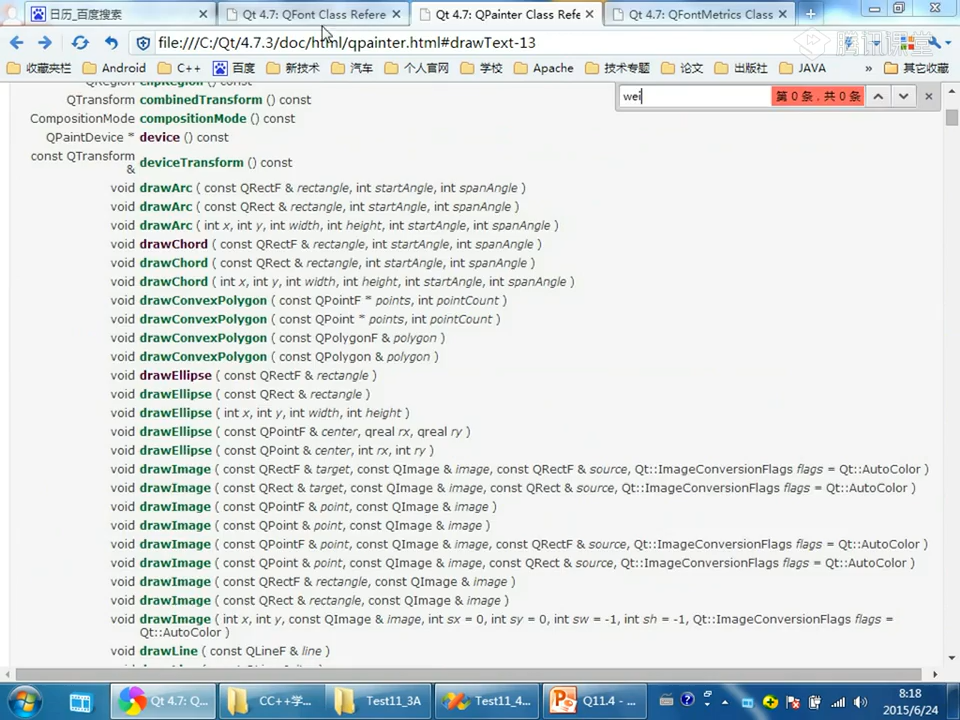 日历_百度搜索
Qt 4.7: QFont Class Refere
Qt 4.7: QPainter Class Refe
Qt 4.7: QFontMetrics Class
file:///C:/Qt/4.7.3/doc/html/qpainter.html#drawText-13
腾讯课堂
收藏夹栏 Android C++ 百度 新技术 汽车 个人官网 学校 Apache 技术专题 论文 出版社 JAVA » 其它收藏
wei
第 0 条，共 0 条
QTransform combinedTransform () const
CompositionMode compositionMode () const
QPaintDevice * device () const
const QTransform & deviceTransform () const
void drawArc ( const QRectF & rectangle, int startAngle, int spanAngle )
void drawArc ( const QRect & rectangle, int startAngle, int spanAngle )
void drawArc ( int x, int y, int width, int height, int startAngle, int spanAngle )
void drawChord ( const QRectF & rectangle, int startAngle, int spanAngle )
void drawChord ( const QRect & rectangle, int startAngle, int spanAngle )
void drawChord ( int x, int y, int width, int height, int startAngle, int spanAngle )
void drawConvexPolygon ( const QPointF * points, int pointCount )
void drawConvexPolygon ( const QPoint * points, int pointCount )
void drawConvexPolygon ( const QPolygonF & polygon )
void drawConvexPolygon ( const QPolygon & polygon )
void drawEllipse ( const QRectF & rectangle )
void drawEllipse ( const QRect & rectangle )
void drawEllipse ( int x, int y, int width, int height )
void drawEllipse ( const QPointF & center, qreal rx, qreal ry )
void drawEllipse ( const QPoint & center, int rx, int ry )
void drawImage ( const QRectF & target, const QImage & image, const QRectF & source, Qt::ImageConversionFlags flags = Qt::AutoColor )
void drawImage ( const QRect & target, const QImage & image, const QRect & source, Qt::ImageConversionFlags flags = Qt::AutoColor )
void drawImage ( const QPointF & point, const QImage & image )
void drawImage ( const QPoint & point, const QImage & image )
void drawImage ( const QPointF & point, const QImage & image, const QRectF & source, Qt::ImageConversionFlags flags = Qt::AutoColor )
void drawImage ( const QPoint & point, const QImage & image, const QRect & source, Qt::ImageConversionFlags flags = Qt::AutoColor )
void drawImage ( const QRectF & rectangle, const QImage & image )
void drawImage ( const QRect & rectangle, const QImage & image )
void drawImage ( int x, int y, const QImage & image, int sx = 0, int sy = 0, int sw = -1, int sh = -1, Qt::ImageConversionFlags flags =
Qt::AutoColor )
void drawLine ( const QLineF & line )
Qt 4.7: Q...
CC++学...
Test11_3A
Test11_4...
Q11.4 - ...
8:18
2015/6/24